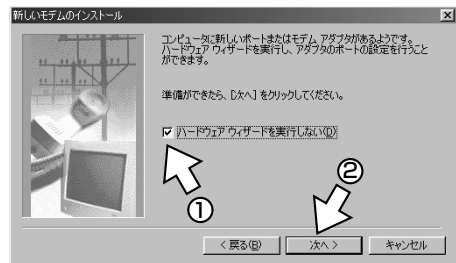 新しいモデムのインストール
コンピュータに新しいポートまたはモデム アダプタがあるようです。
ハードウェア ウィザードを実行し、アダプタのポートの設定を行うこと
ができます。
準備ができたら、[次へ] をクリックしてください。
ハードウェア ウィザードを実行しない(D)
①
②
< 戻る(B)
次へ >
キャンセル